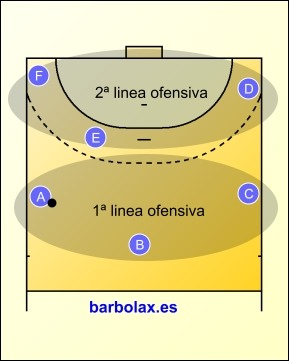 F
D
2ª linea ofensiva
E
A
C
1ª linea ofensiva
B
barbolax.es